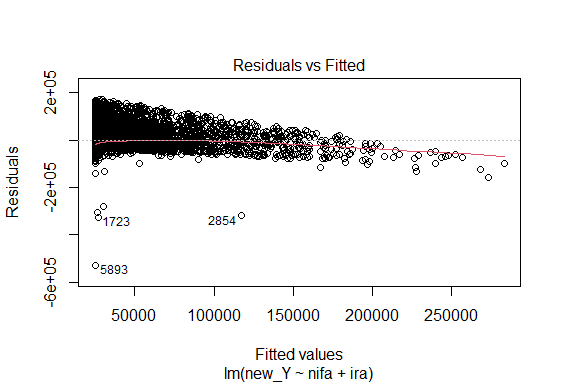 Residuals vs Fitted
Residuals
2e+05
-2e+05
-6e+05
1723
2854
5893
50000 100000 150000 200000 250000
Fitted values
lm(new_Y ~ nifa + ira)